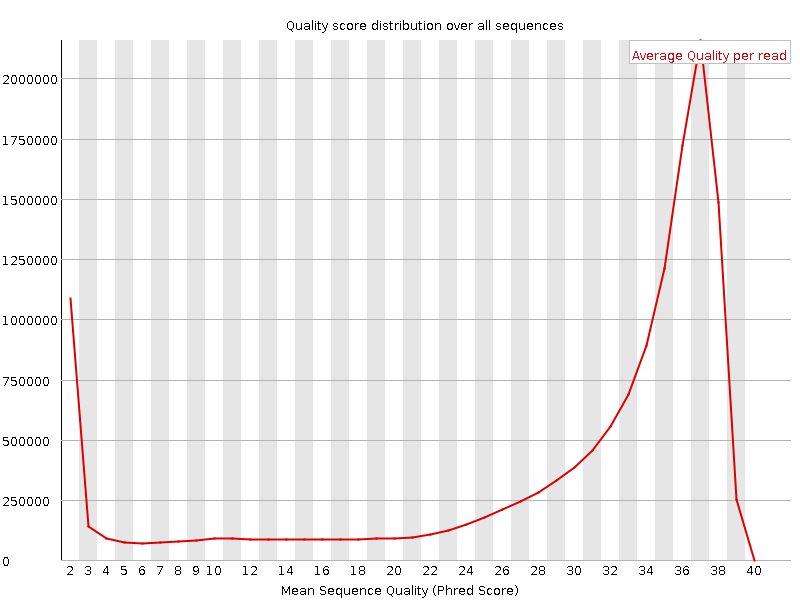 Quality score distribution over all sequences
Average Quality per read
2000000
1750000
1500000
1250000
1000000
750000
500000
250000
0
2 3 4 5 6 7 8 9 10 12 14 16 18 20 22 24 26 28 30 32 34 36 38 40
Mean Sequence Quality (Phred Score)